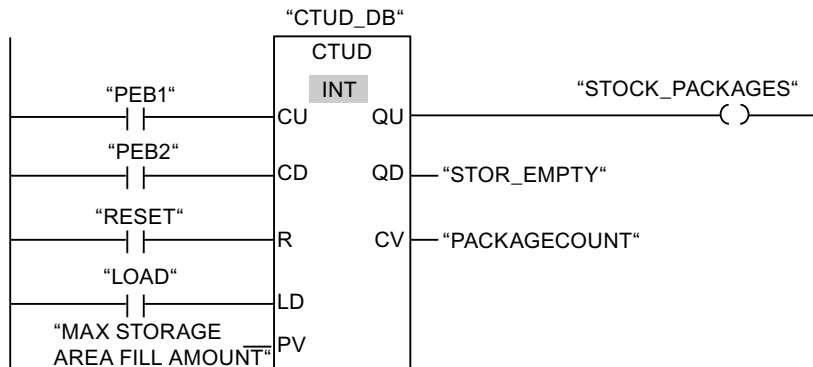 “CTUD_DB“
CTUD
INT
“PEB1“
CU
QU
“STOCK_PACKAGES“
“PEB2“
CD
QD
“STOR_EMPTY“
“RESET“
R
CV
“PACKAGECOUNT“
“LOAD“
LD
“MAX STORAGE
AREA FILL AMOUNT“
PV